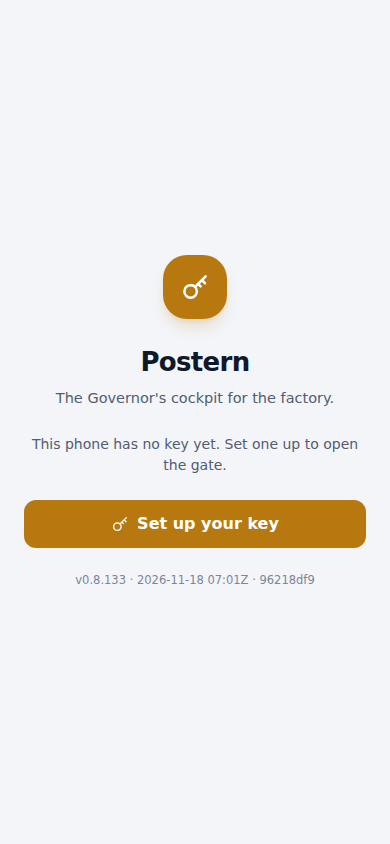 Postern
The Governor's cockpit for the factory.
This phone has no key yet. Set one up to open
the gate.
Set up your key
v0.8.133 · 2026-11-18 07:01Z · 96218df9